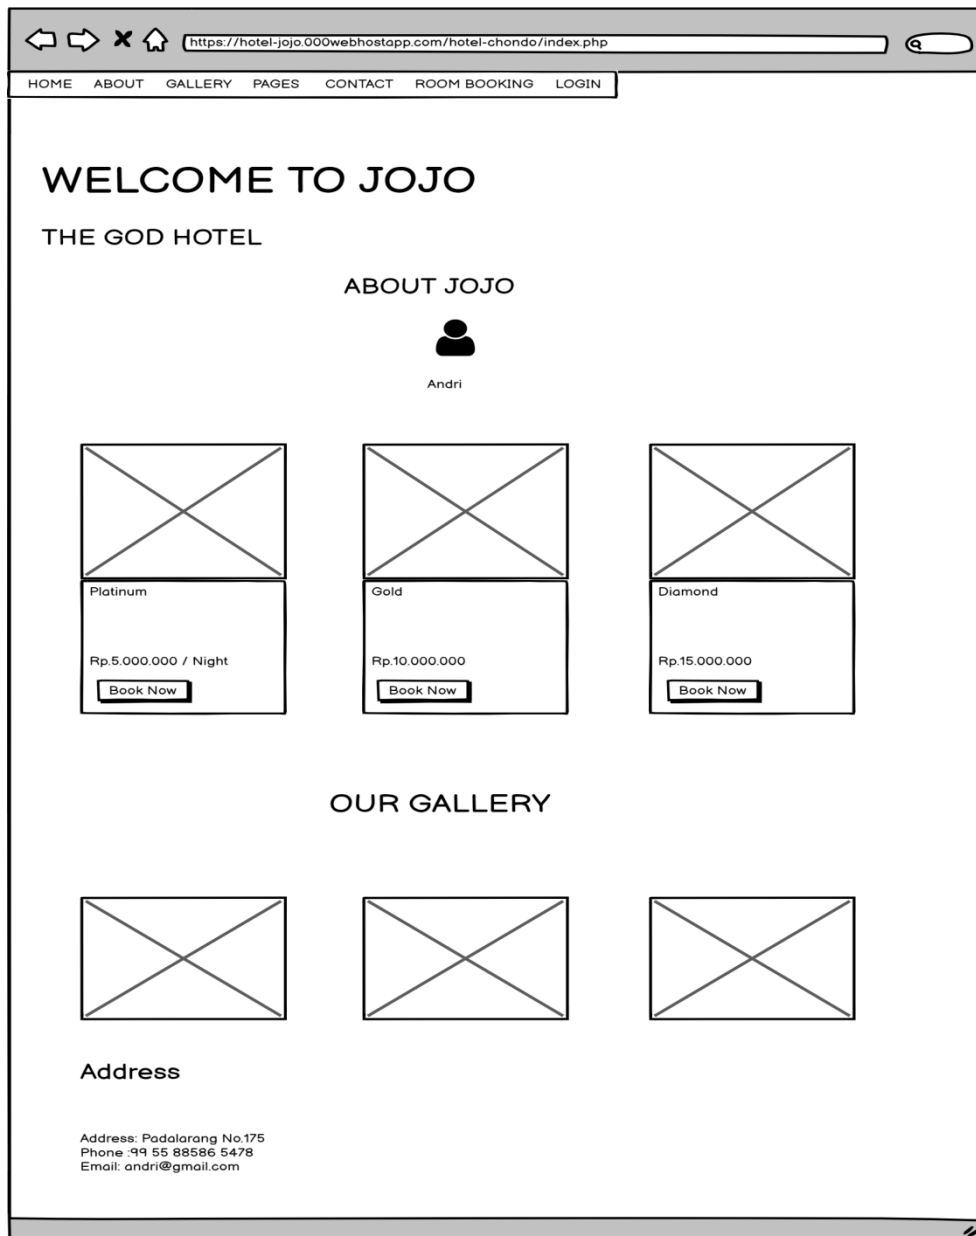 https://hotel-jojo.000webhostapp.com/hotel-chondo/index.php
HOME ABOUT GALLERY PAGES CONTACT ROOM BOOKING LOGIN
WELCOME TO JOJO
THE GOD HOTEL
ABOUT JOJO
Andri
Platinum
Rp.5.000.000 / Night
Book Now
Gold
Rp.10.000.000
Book Now
Diamond
Rp.15.000.000
Book Now
OUR GALLERY
Address
Address: Padalarang No.175
Phone :99 55 88586 5478
Email: andri@gmail.com